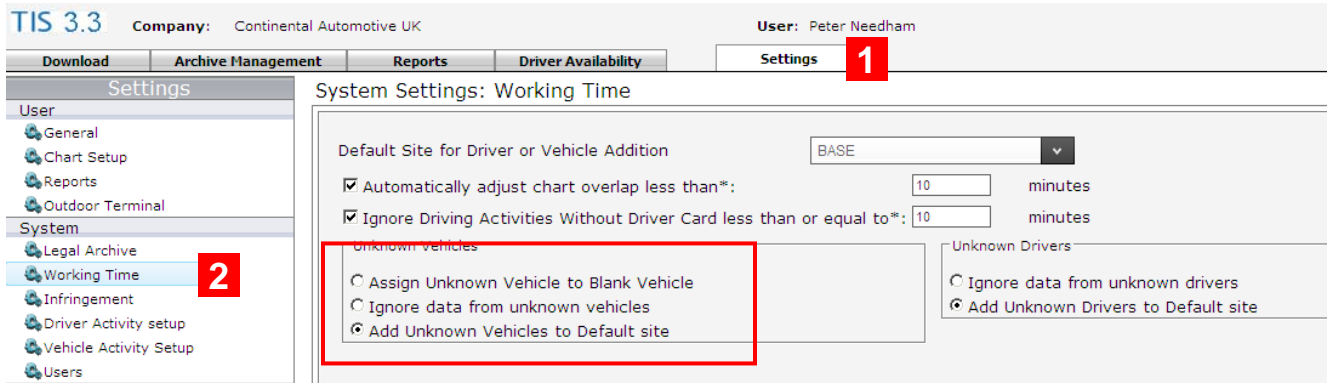 TIS 3.3 Company: Continental Automotive UK User: Peter Needham
Download Archive Management Reports Driver Availability Settings 1
Settings
User
General
Chart Setup
Reports
Outdoor Terminal
System
Legal Archive
Working Time 2
Infringement
Driver Activity setup
Vehicle Activity Setup
Users
System Settings: Working Time
Default Site for Driver or Vehicle Addition BASE
Automatically adjust chart overlap less than*: 10 minutes
Ignore Driving Activities Without Driver Card less than or equal to*: 10 minutes
Unknown Vehicles
Assign Unknown Vehicle to Blank Vehicle
Ignore data from unknown vehicles
Add Unknown Vehicles to Default site
Unknown Drivers
Ignore data from unknown drivers
Add Unknown Drivers to Default site